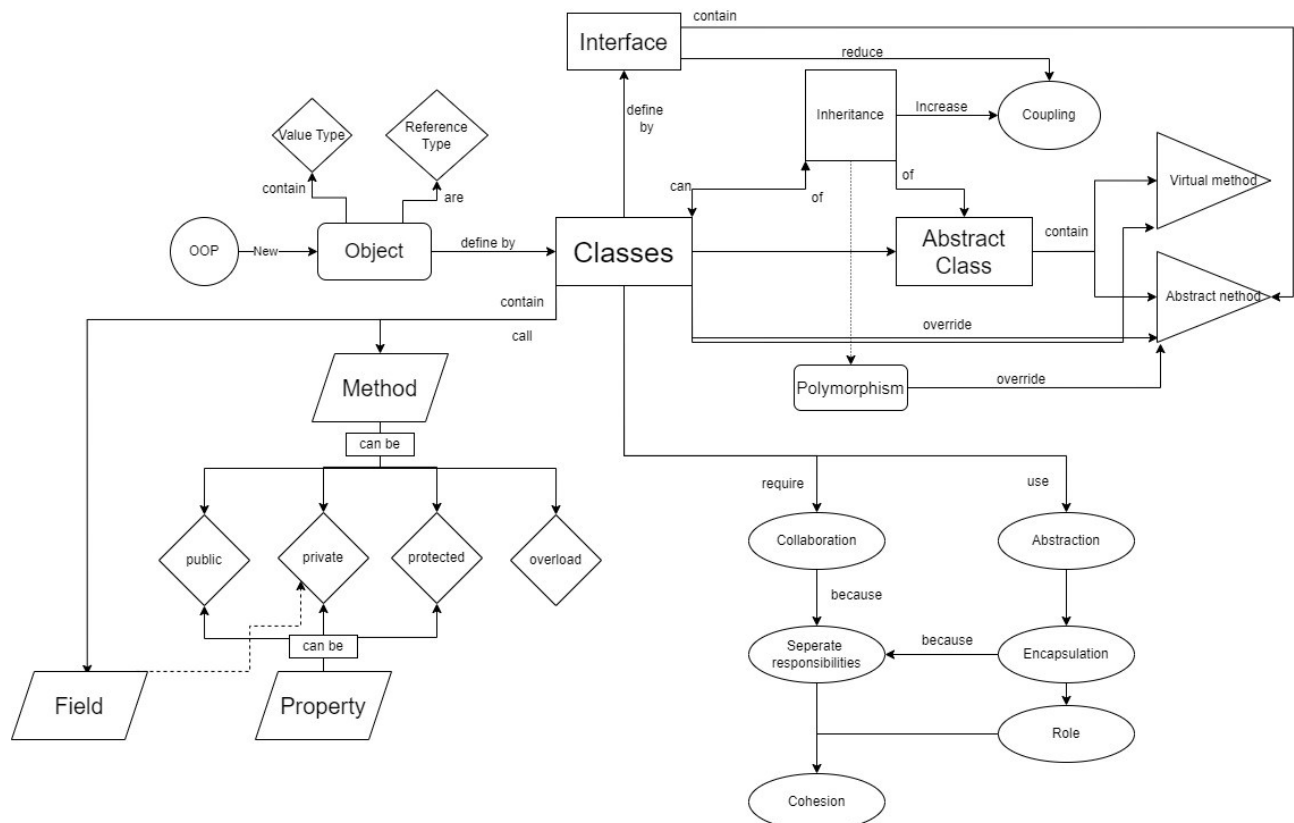 contain
Interface
reduce
define
by
Inheritance
Increase
Coupling
Value Type
Reference
Type
contain
are
can
of
of
Virtual method
OOP
New
Object
define by
Classes
Abstract
Class
contain
Abstract nethod
contain
call
override
Method
Polymorphism
override
can be
require
use
public
private
protected
overload
Collaboration
Abstraction
because
can be
Seperate
responsibilities
because
Encapsulation
Field
Property
Role
Cohesion